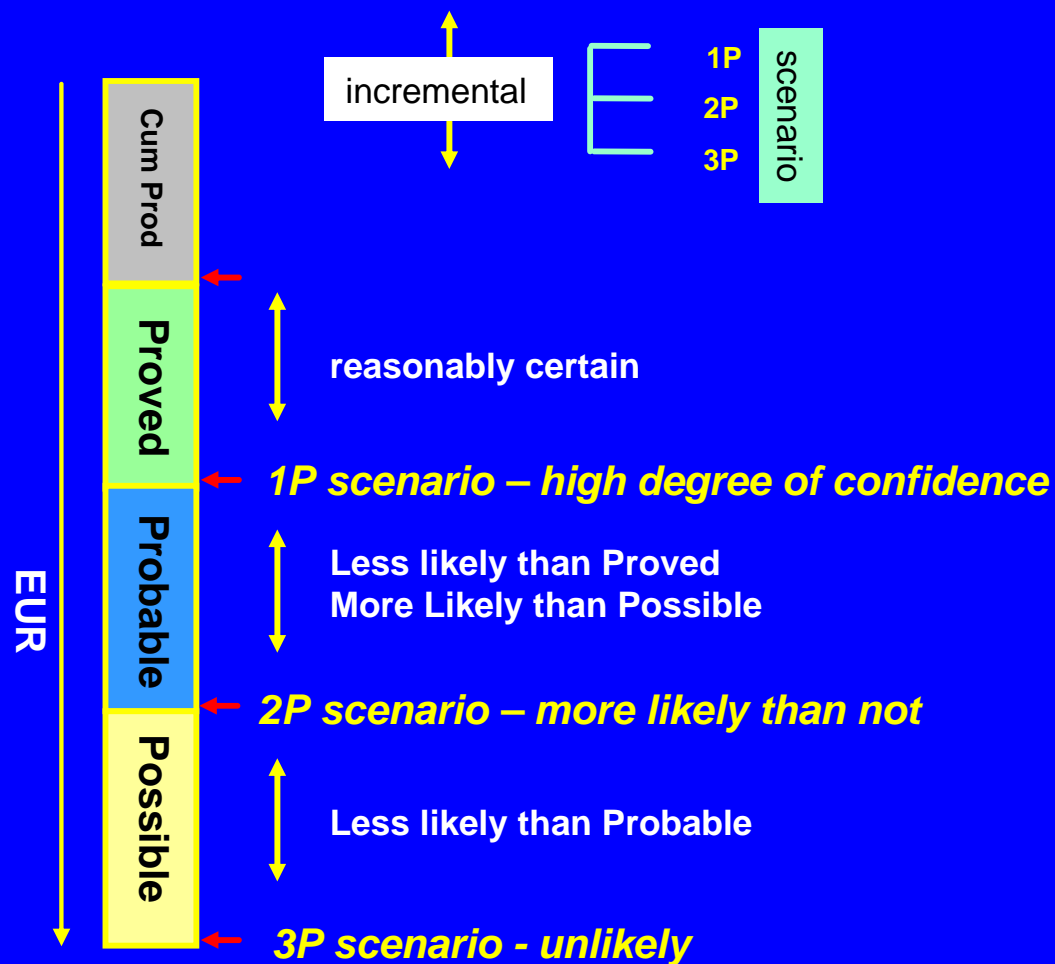 incremental
1P
2P
3P
scenario
EUR
Cum Prod
Proved
reasonably certain
1P scenario – high degree of confidence
Probable
Less likely than Proved
More Likely than Possible
2P scenario – more likely than not
Possible
Less likely than Probable
3P scenario - unlikely